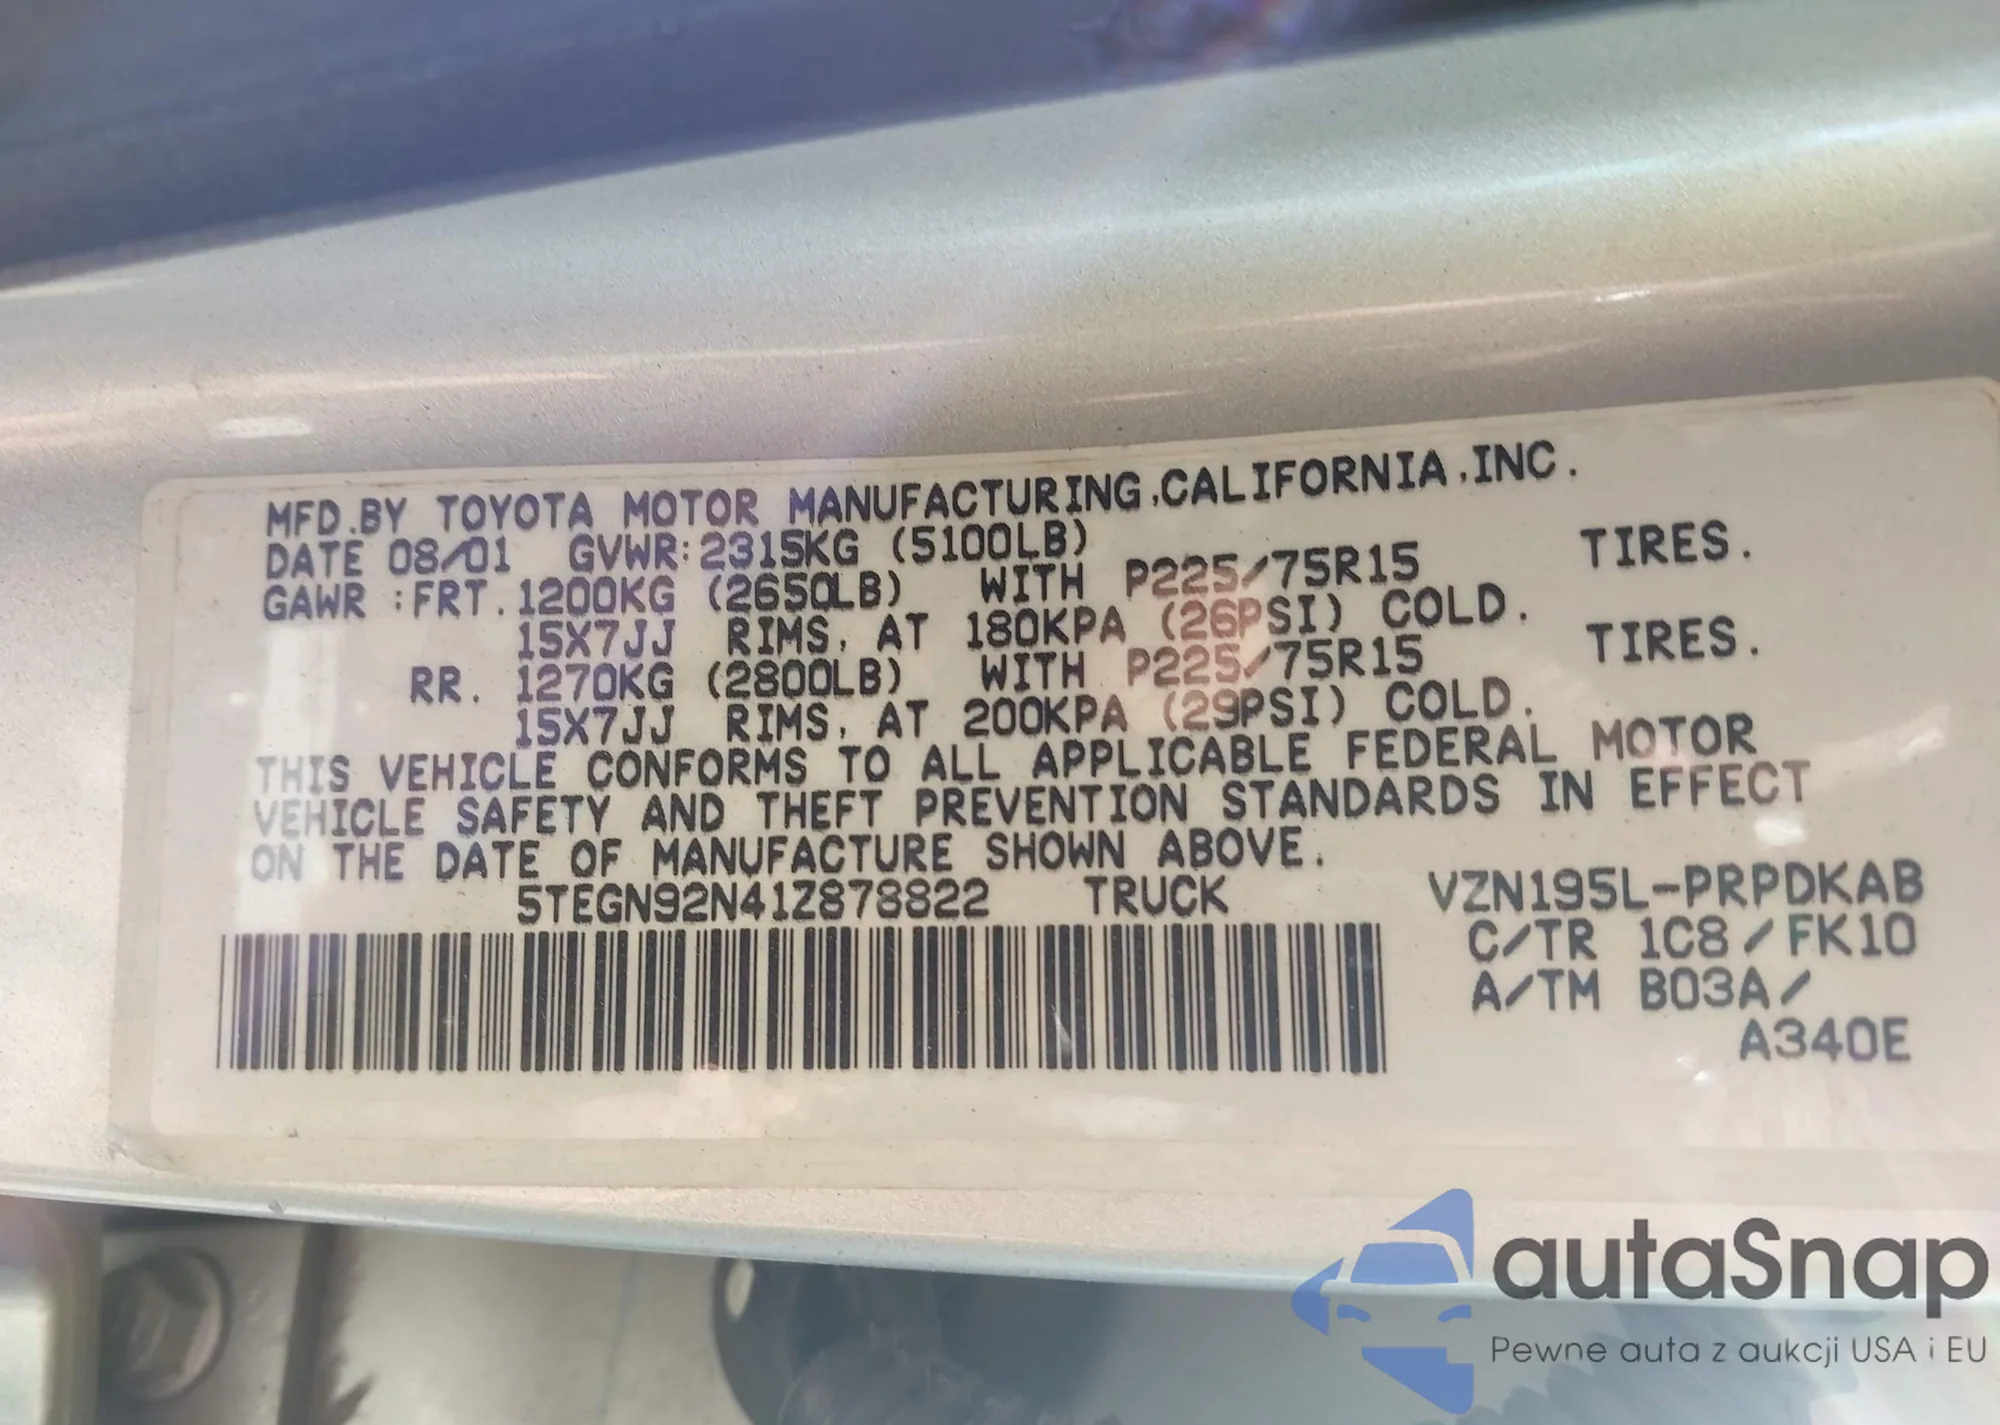 MFD.BY TOYOTA MOTOR MANUFACTURING,CALIFORNIA,INC.
DATE 08/01 GVWR:2315KG (5100LB)
GAWR :FRT. 1200KG (2650LB) WITH P225/75R15 TIRES.
15X7JJ RIMS, AT 180KPA (26PSI) COLD.
RR. 1270KG (2800LB) WITH P225/75R15 TIRES.
15X7JJ RIMS, AT 200KPA (29PSI) COLD.
THIS VEHICLE CONFORMS TO ALL APPLICABLE FEDERAL MOTOR
VEHICLE SAFETY AND THEFT PREVENTION STANDARDS IN EFFECT
ON THE DATE OF MANUFACTURE SHOWN ABOVE.
5TEGN92N41Z878822 TRUCK VZN195L-PRPDKAB
C/TR 1C8/FK10
A/TM B03A/
A340E
autaSnap
Pewne auta z aukcji USA i EU